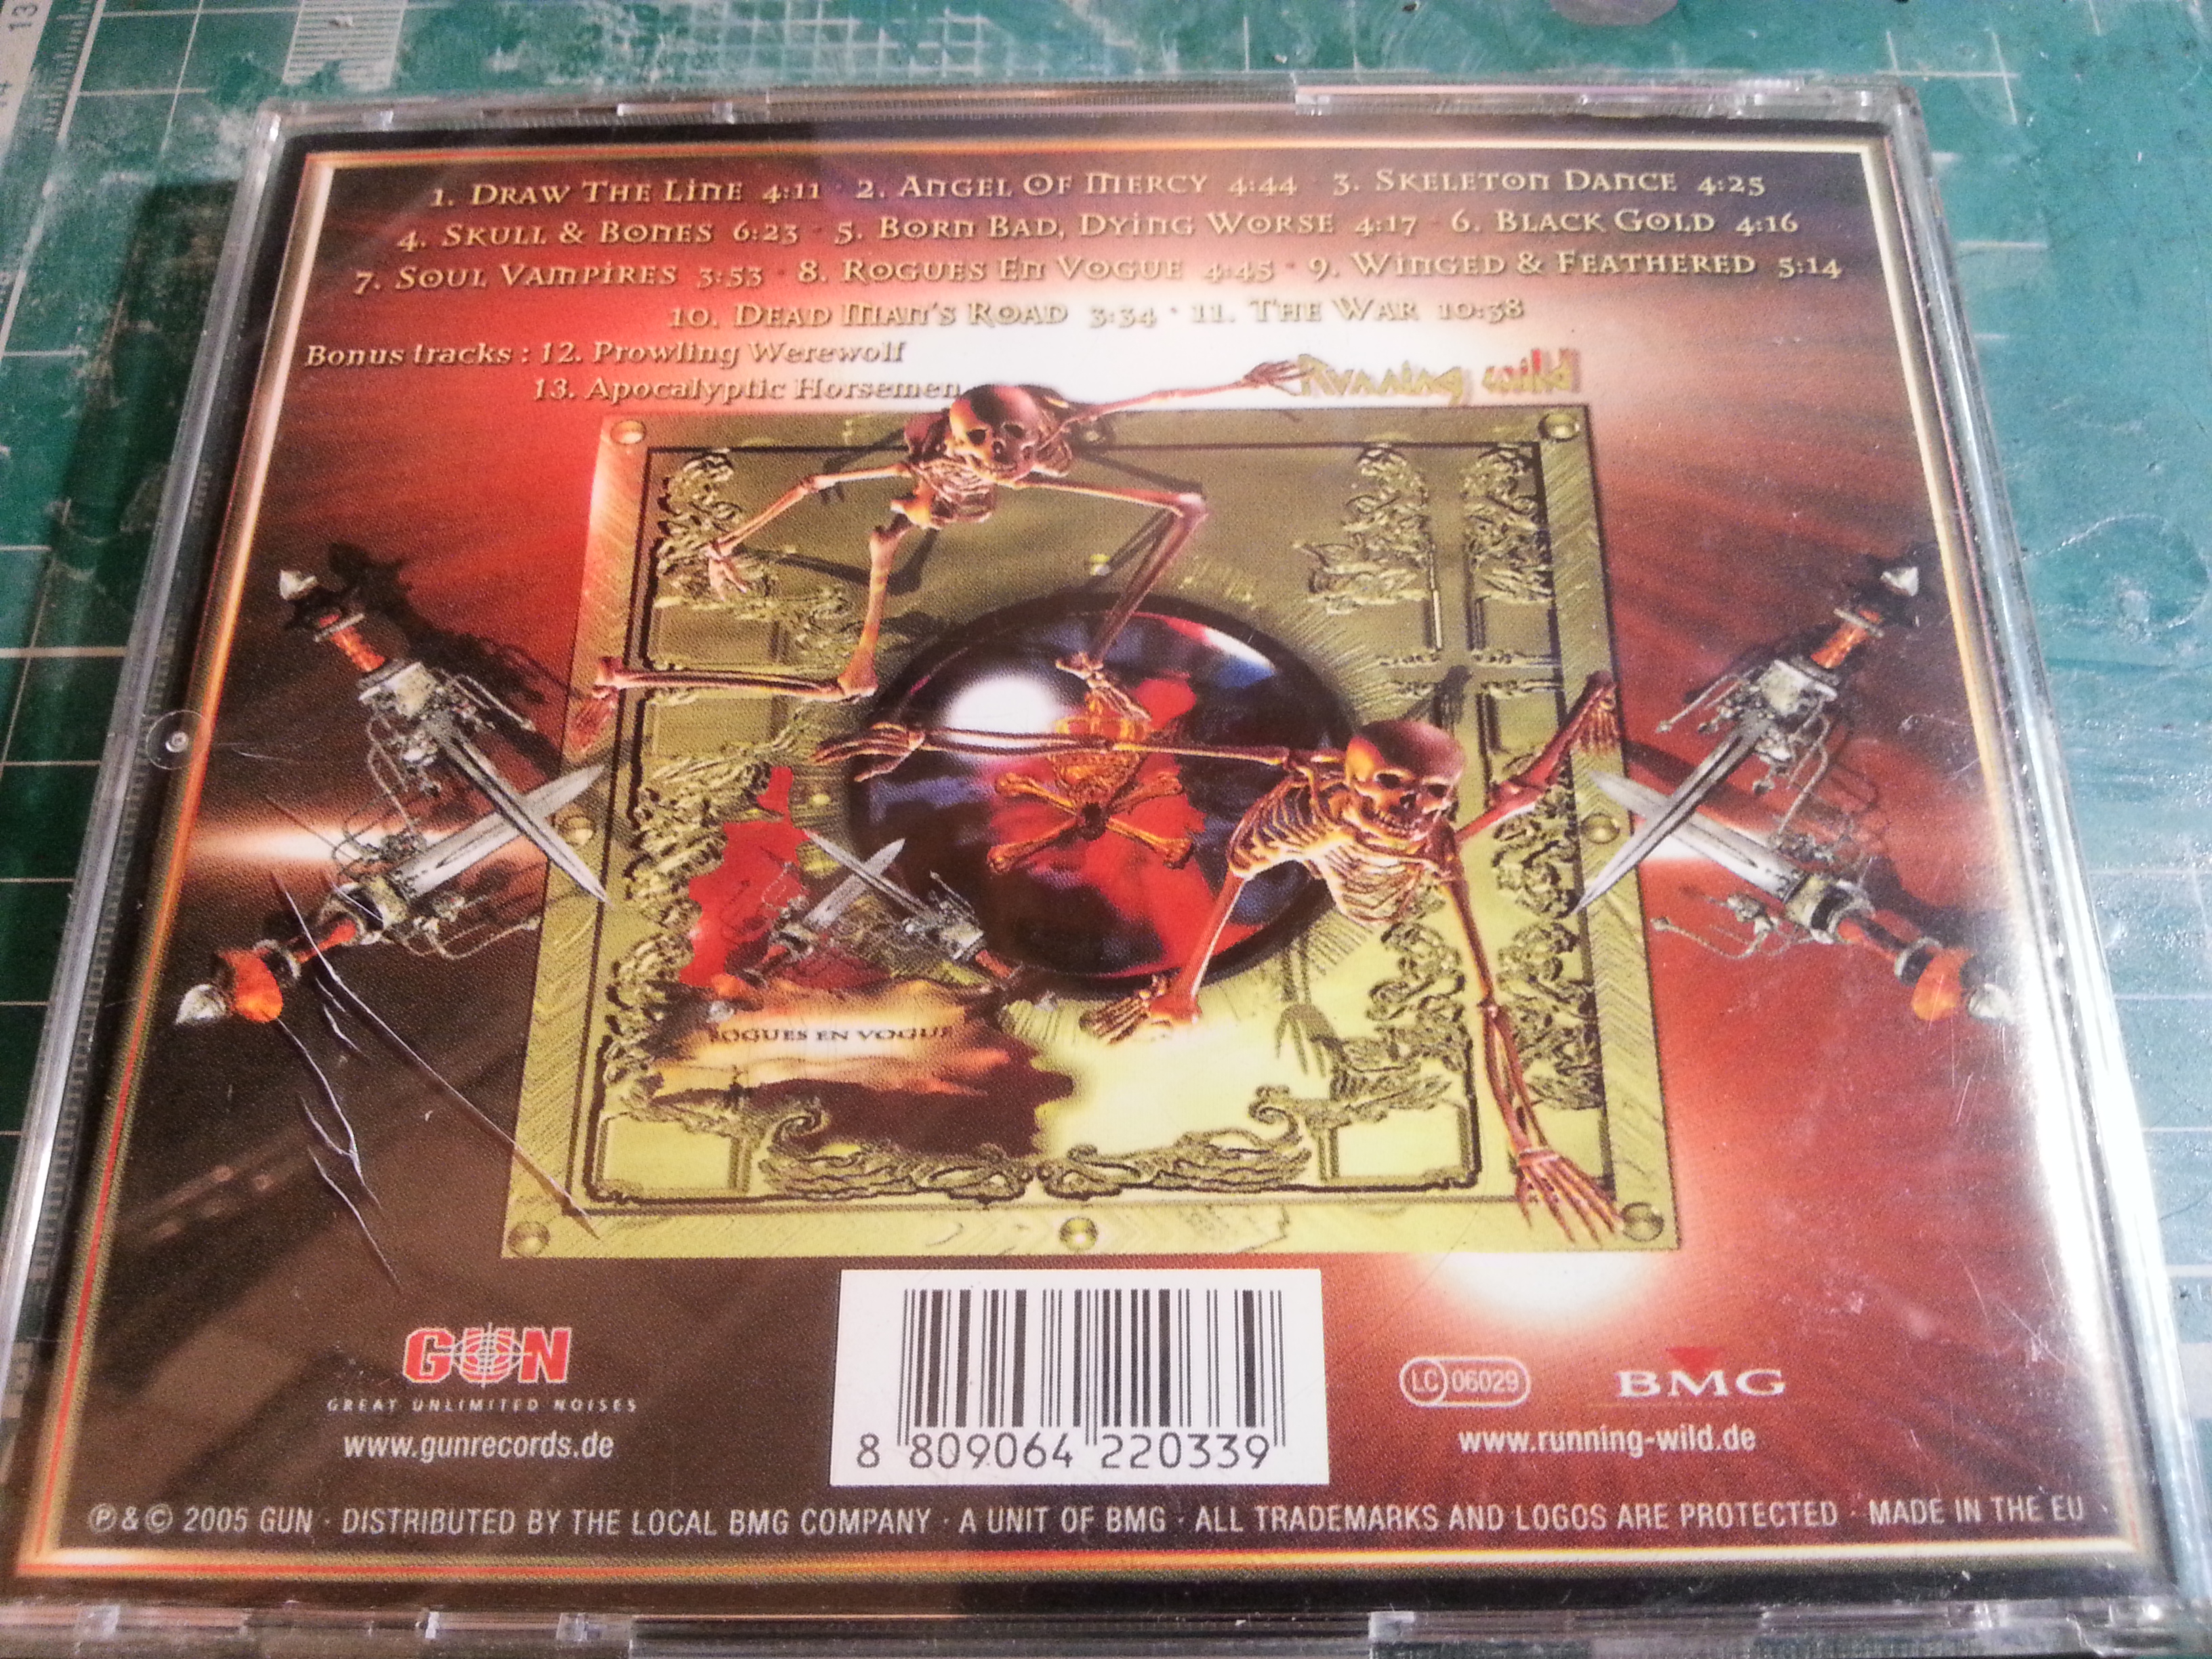 1. Draw The Line 4:11 · 2. Angel Of Mercy 4:44 · 3. Skeleton Dance 4:25
4. Skull & Bones 6:23 · 5. Born Bad, Dying Worse 4:17 · 6. Black Gold 4:16
7. Soul Vampires 3:53 · 8. Rogues En Vogue 4:45 · 9. Winged & Feathered 5:14
10. Dead Man's Road 3:34 · 11. The War 10:38
Bonus tracks : 12. Prowling Werewolf
13. Apocalyptic Horsemen
Running Wild
ROGUES EN VOGUE
GUN
GREAT UNLIMITED NOISES
www.gunrecords.de
8 809064 220339
LC 06029
BMG
www.running-wild.de
℗ & © 2005 GUN · DISTRIBUTED BY THE LOCAL BMG COMPANY · A UNIT OF BMG · ALL TRADEMARKS AND LOGOS ARE PROTECTED · MADE IN THE EU
13